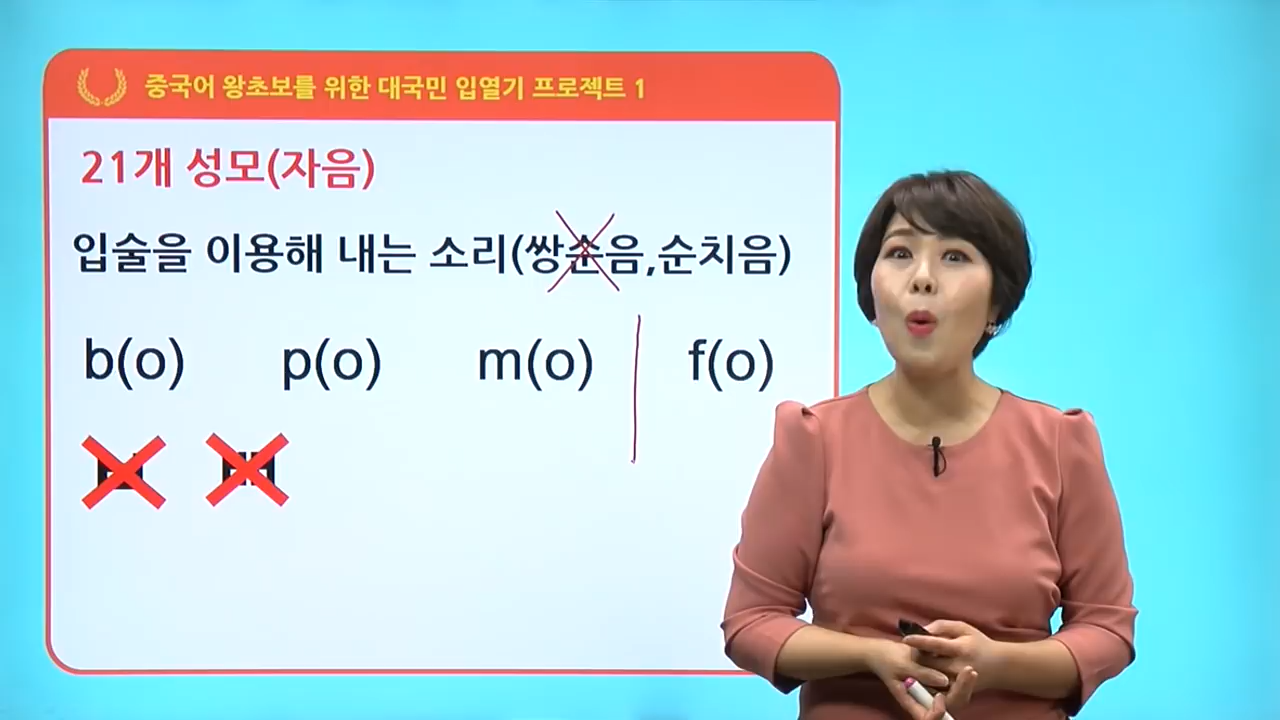 중국어 왕초보를 위한 대국민 입열기 프로젝트 1
21개 성모(자음)
입술을 이용해 내는 소리(쌍순음,순치음)
b(o) p(o) m(o) f(o)
ㅂ ㅃ